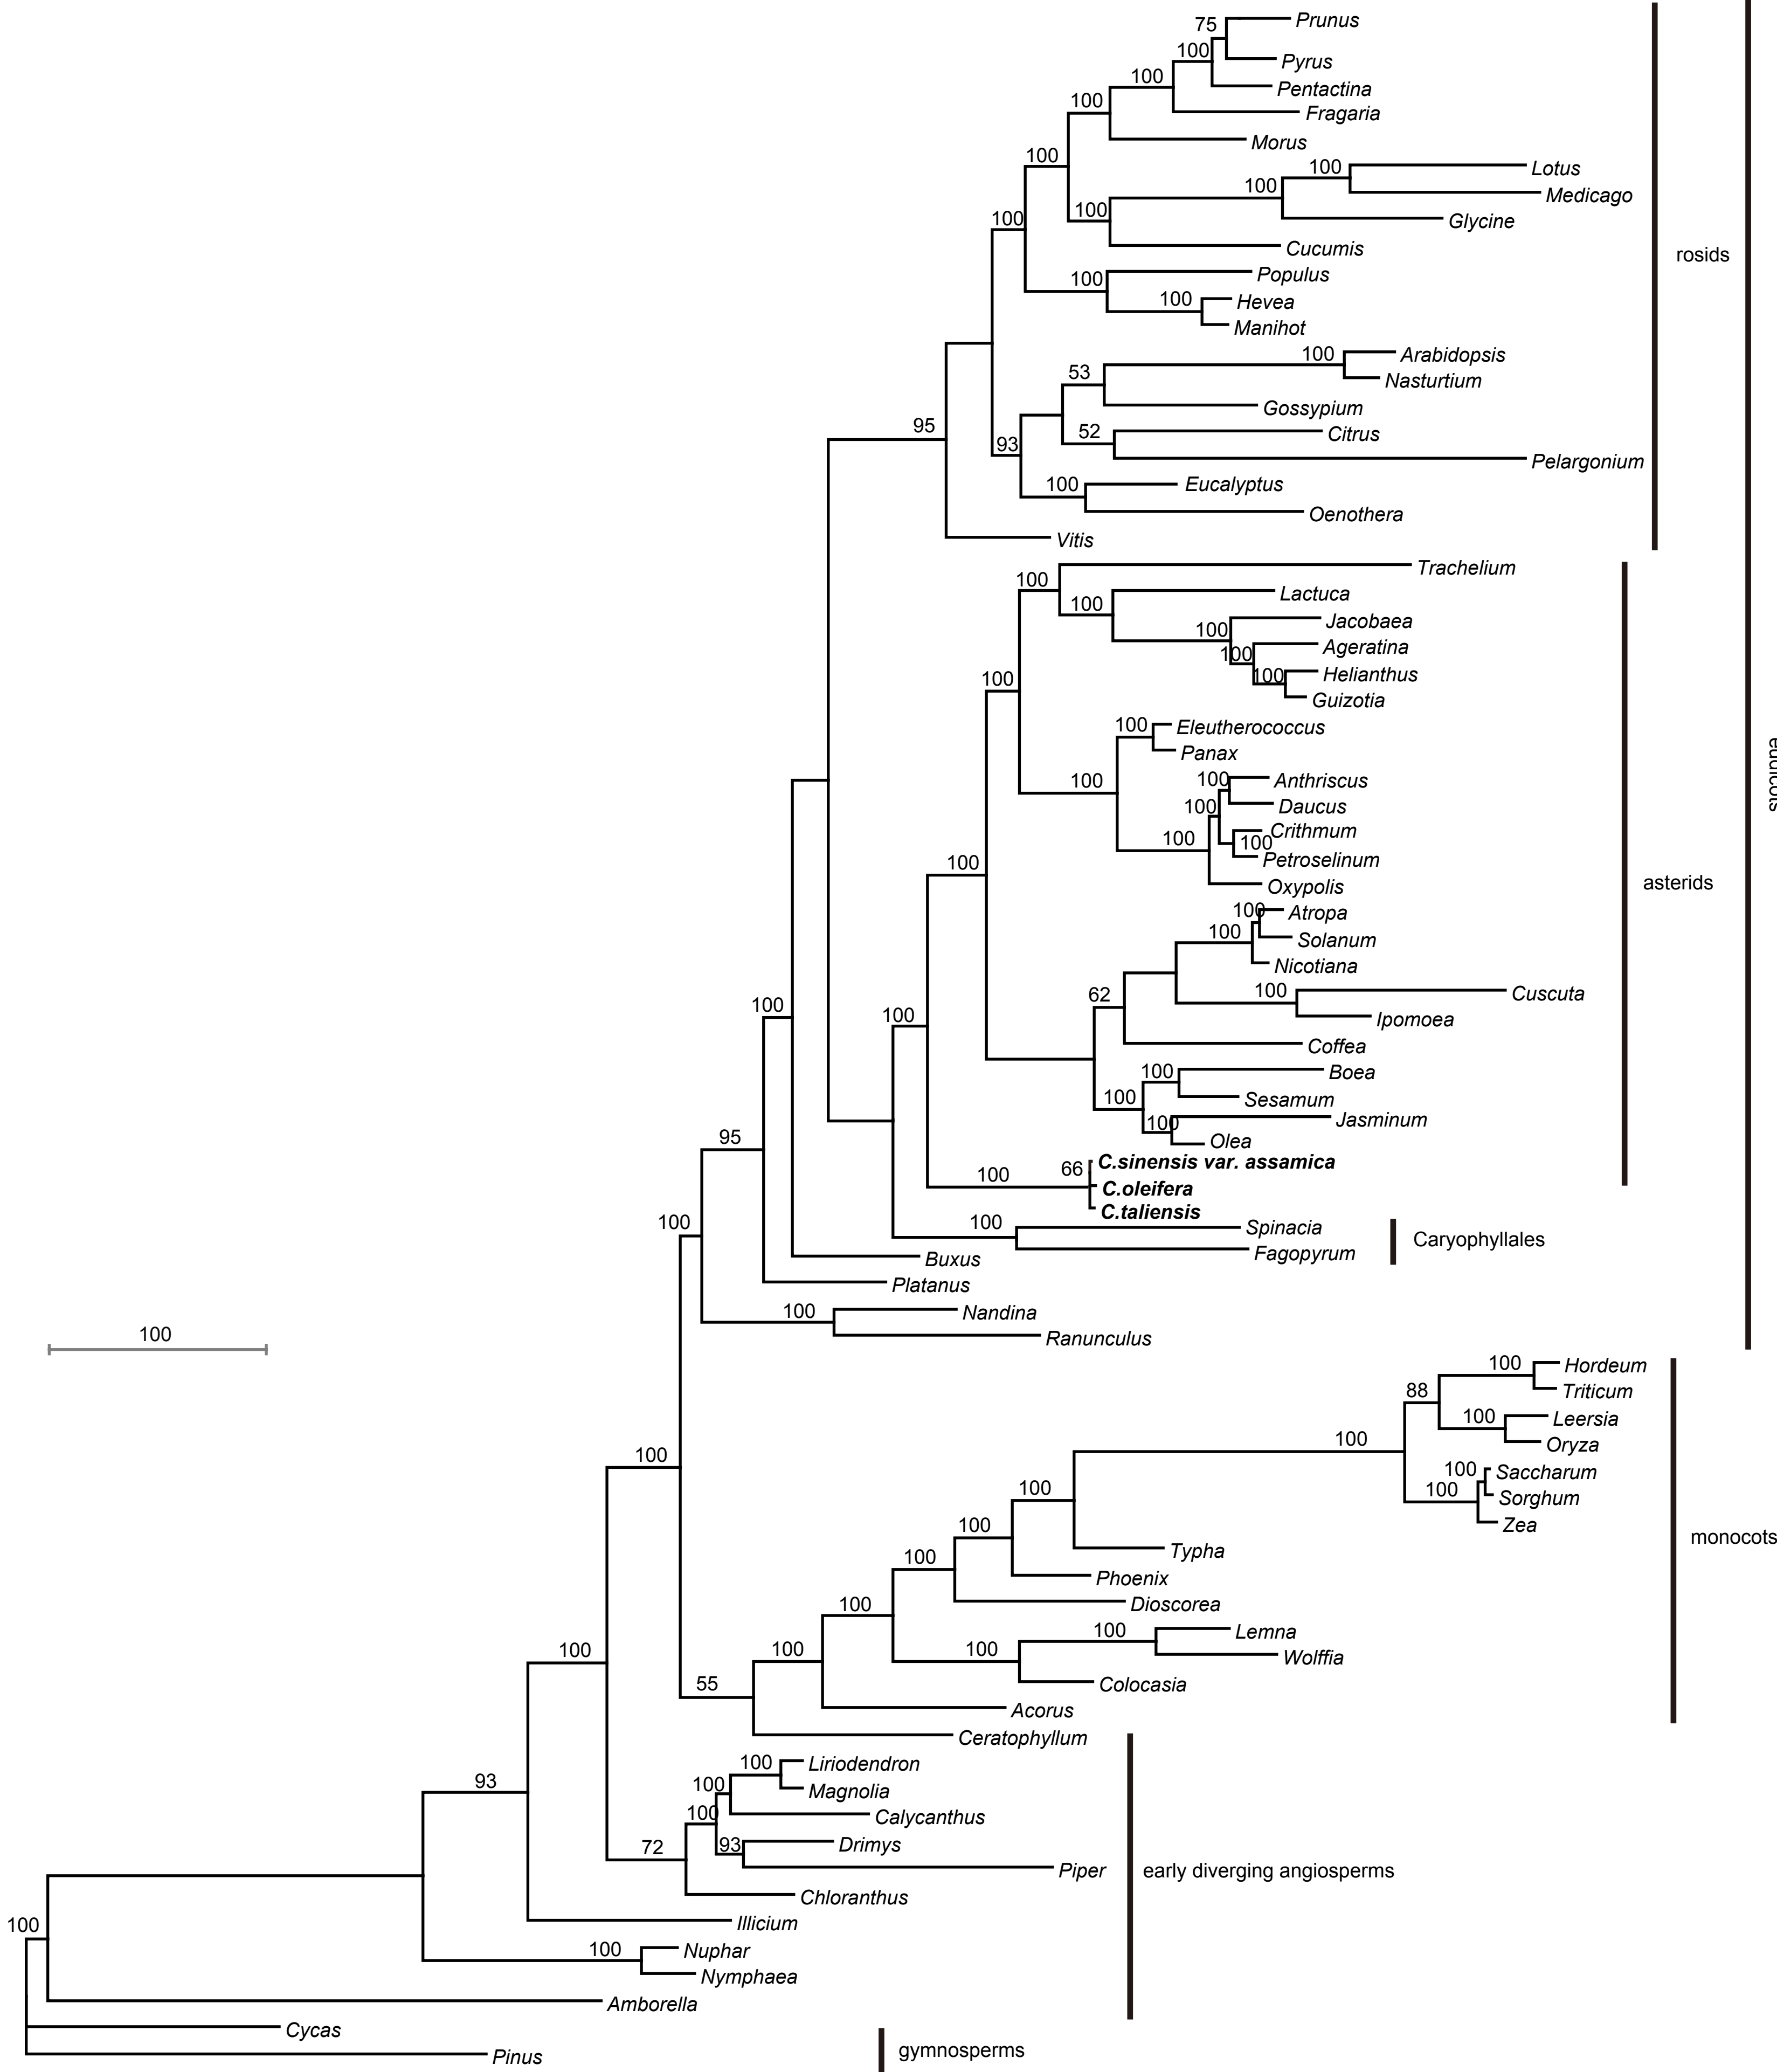 75
Prunus
100
Pyrus
100
Pentactina
100
Fragaria
Morus
100
100
Lotus
100
Medicago
100
Glycine
100
Cucumis
rosids
100
Populus
100
Hevea
Manihot
100
Arabidopsis
53
Nasturtium
Gossypium
95
52
Citrus
93
Pelargonium
100
Eucalyptus
Oenothera
Vitis
100
Trachelium
100
Lactuca
100
Jacobaea
100
Ageratina
100
Helianthus
100
Guizotia
100
Eleutherococcus
Panax
eudicots
100
100
Anthriscus
100
Daucus
Crithmum
100
100
Petroselinum
100
Oxypolis
asterids
100
Atropa
100
Solanum
Nicotiana
62
100
Cuscuta
100
100
Ipomoea
Coffea
100
Boea
100
Sesamum
100
Jasminum
95
Olea
66
C.sinensis var. assamica
100
C.oleifera
C.taliensis
100
100
Spinacia
Caryophyllales
Fagopyrum
Buxus
Platanus
100
Nandina
100
Ranunculus
100
Hordeum
88
Triticum
100
Leersia
100
100
Oryza
100
Saccharum
100
100
Sorghum
Zea
monocots
100
100
Typha
Phoenix
100
Dioscorea
100
Lemna
100
100
100
Wolffia
55
Colocasia
Acorus
Ceratophyllum
100
Liriodendron
93
100
Magnolia
100
Calycanthus
72
93
Drimys
Piper
early diverging angiosperms
Chloranthus
100
Illicium
100
Nuphar
Nymphaea
Amborella
Cycas
gymnosperms
Pinus